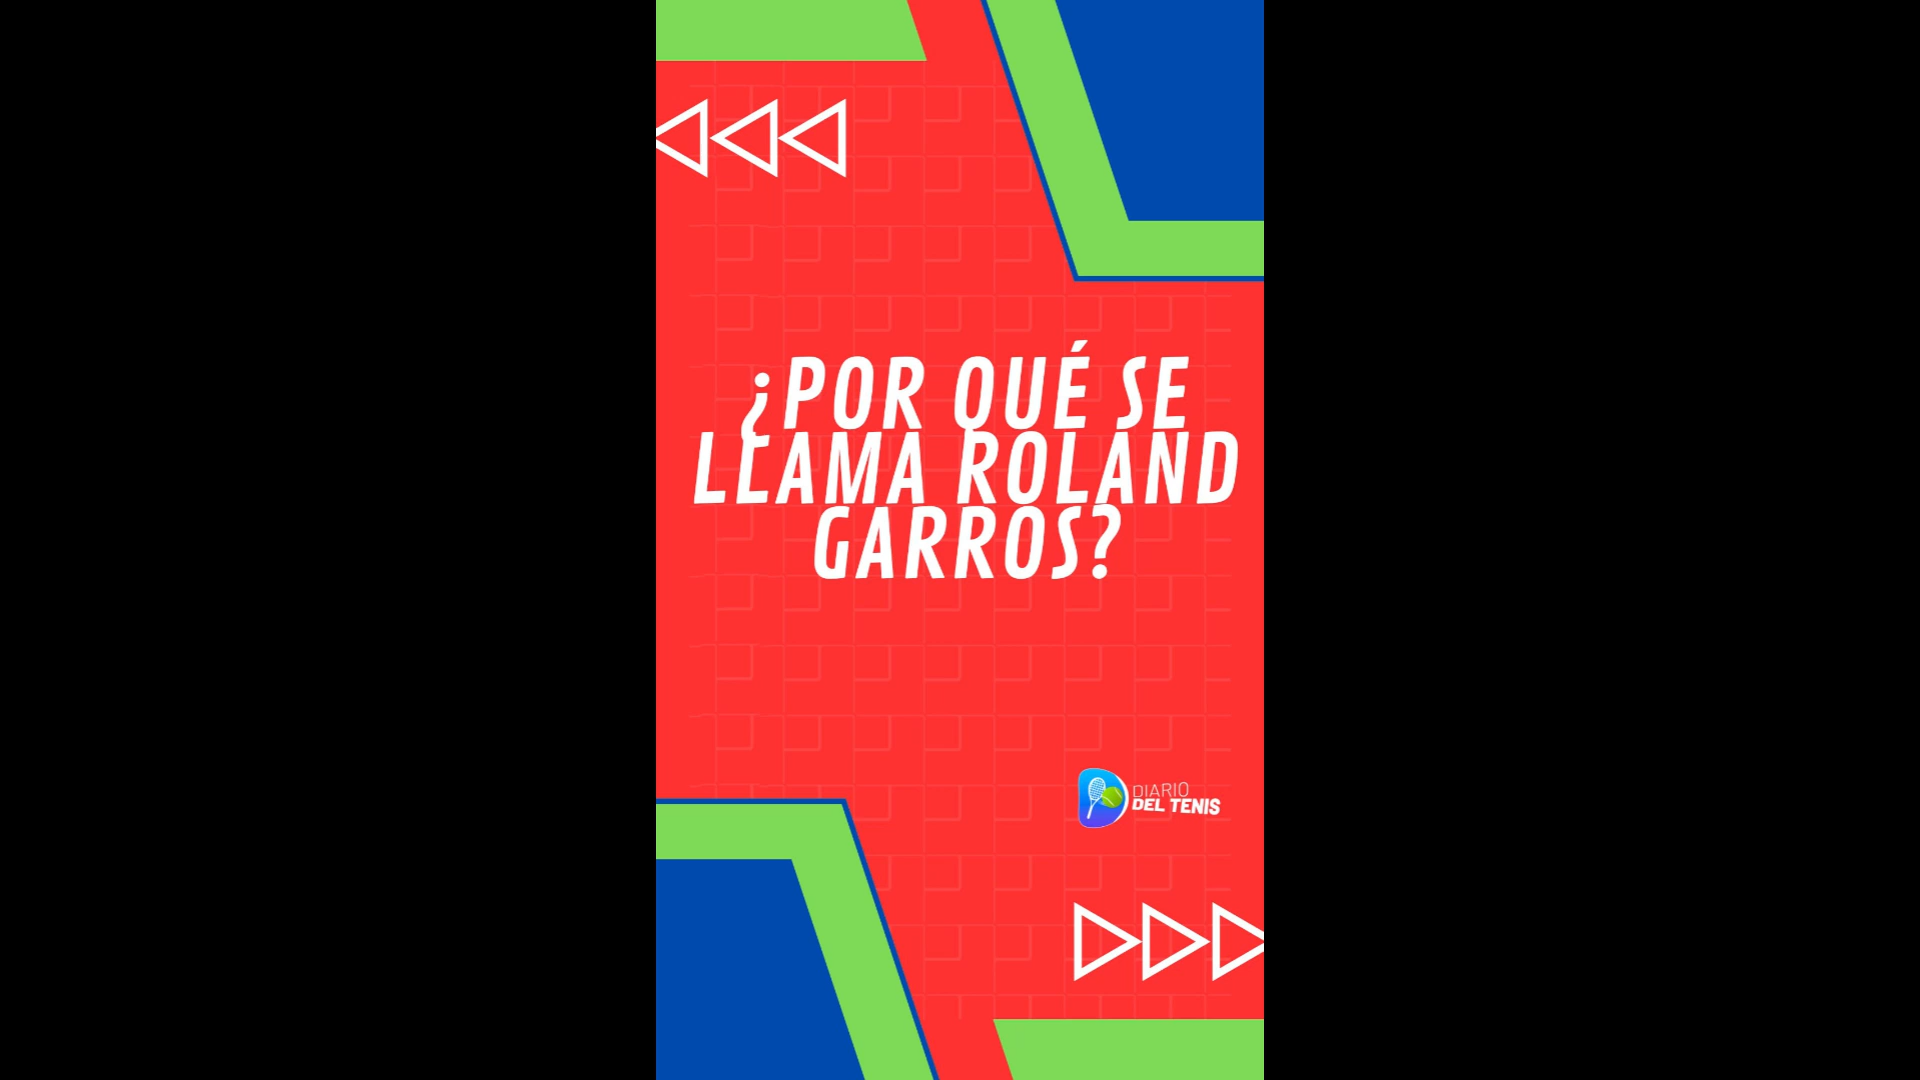 ¿POR QUÉ SE
LLAMA ROLAND
GARROS?
DIARIO
DEL TENIS